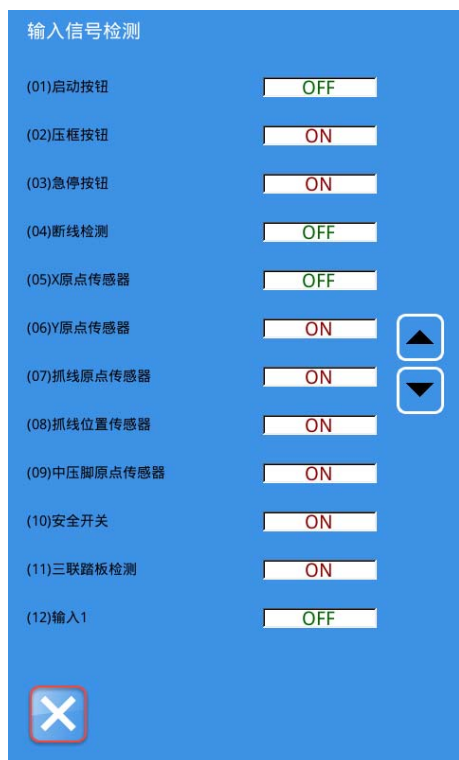 输入信号检测
(01)启动按钮 OFF
(02)压框按钮 ON
(03)急停按钮 ON
(04)断线检测 OFF
(05)X原点传感器 OFF
(06)Y原点传感器 ON
(07)抓线原点传感器 ON
(08)抓线位置传感器 ON
(09)中压脚原点传感器 ON
(10)安全开关 ON
(11)三联踏板检测 ON
(12)输入1 OFF